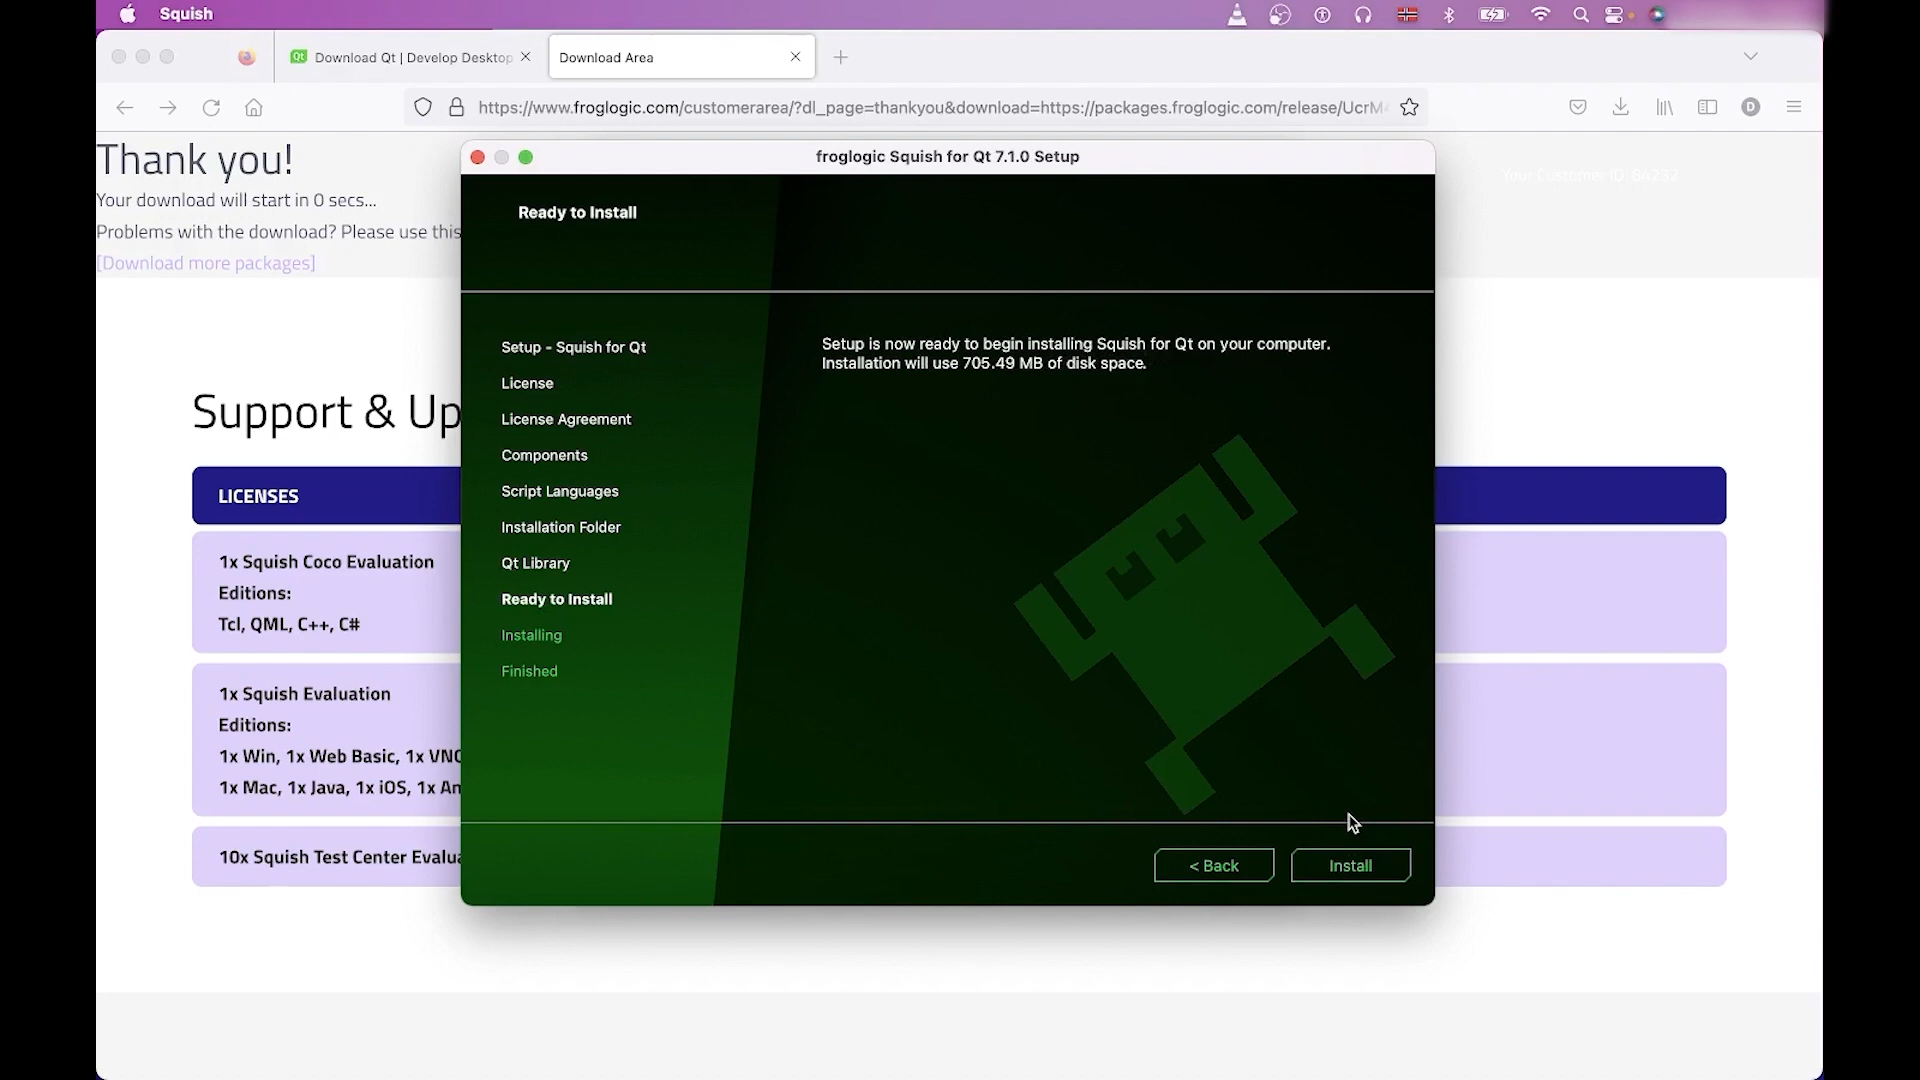 Squish
Download Qt | Develop Desktop
Download Area
https://www.froglogic.com/customerarea/?dl_page=thankyou&download=https://packages.froglogic.com/release/UcrM
D
Thank you!
Your download will start in 0 secs...
Problems with the download? Please use this
[Download more packages]
Your Customer ID: 84232
Support & Up
LICENSES
1x Squish Coco Evaluation
Editions:
Tcl, QML, C++, C#
1x Squish Evaluation
Editions:
1x Win, 1x Web Basic, 1x VNC
1x Mac, 1x Java, 1x iOS, 1x An
10x Squish Test Center Evalua
froglogic Squish for Qt 7.1.0 Setup
Ready to Install
Setup - Squish for Qt
License
License Agreement
Components
Script Languages
Installation Folder
Qt Library
Ready to Install
Installing
Finished
Setup is now ready to begin installing Squish for Qt on your computer.
Installation will use 705.49 MB of disk space.
< Back
Install